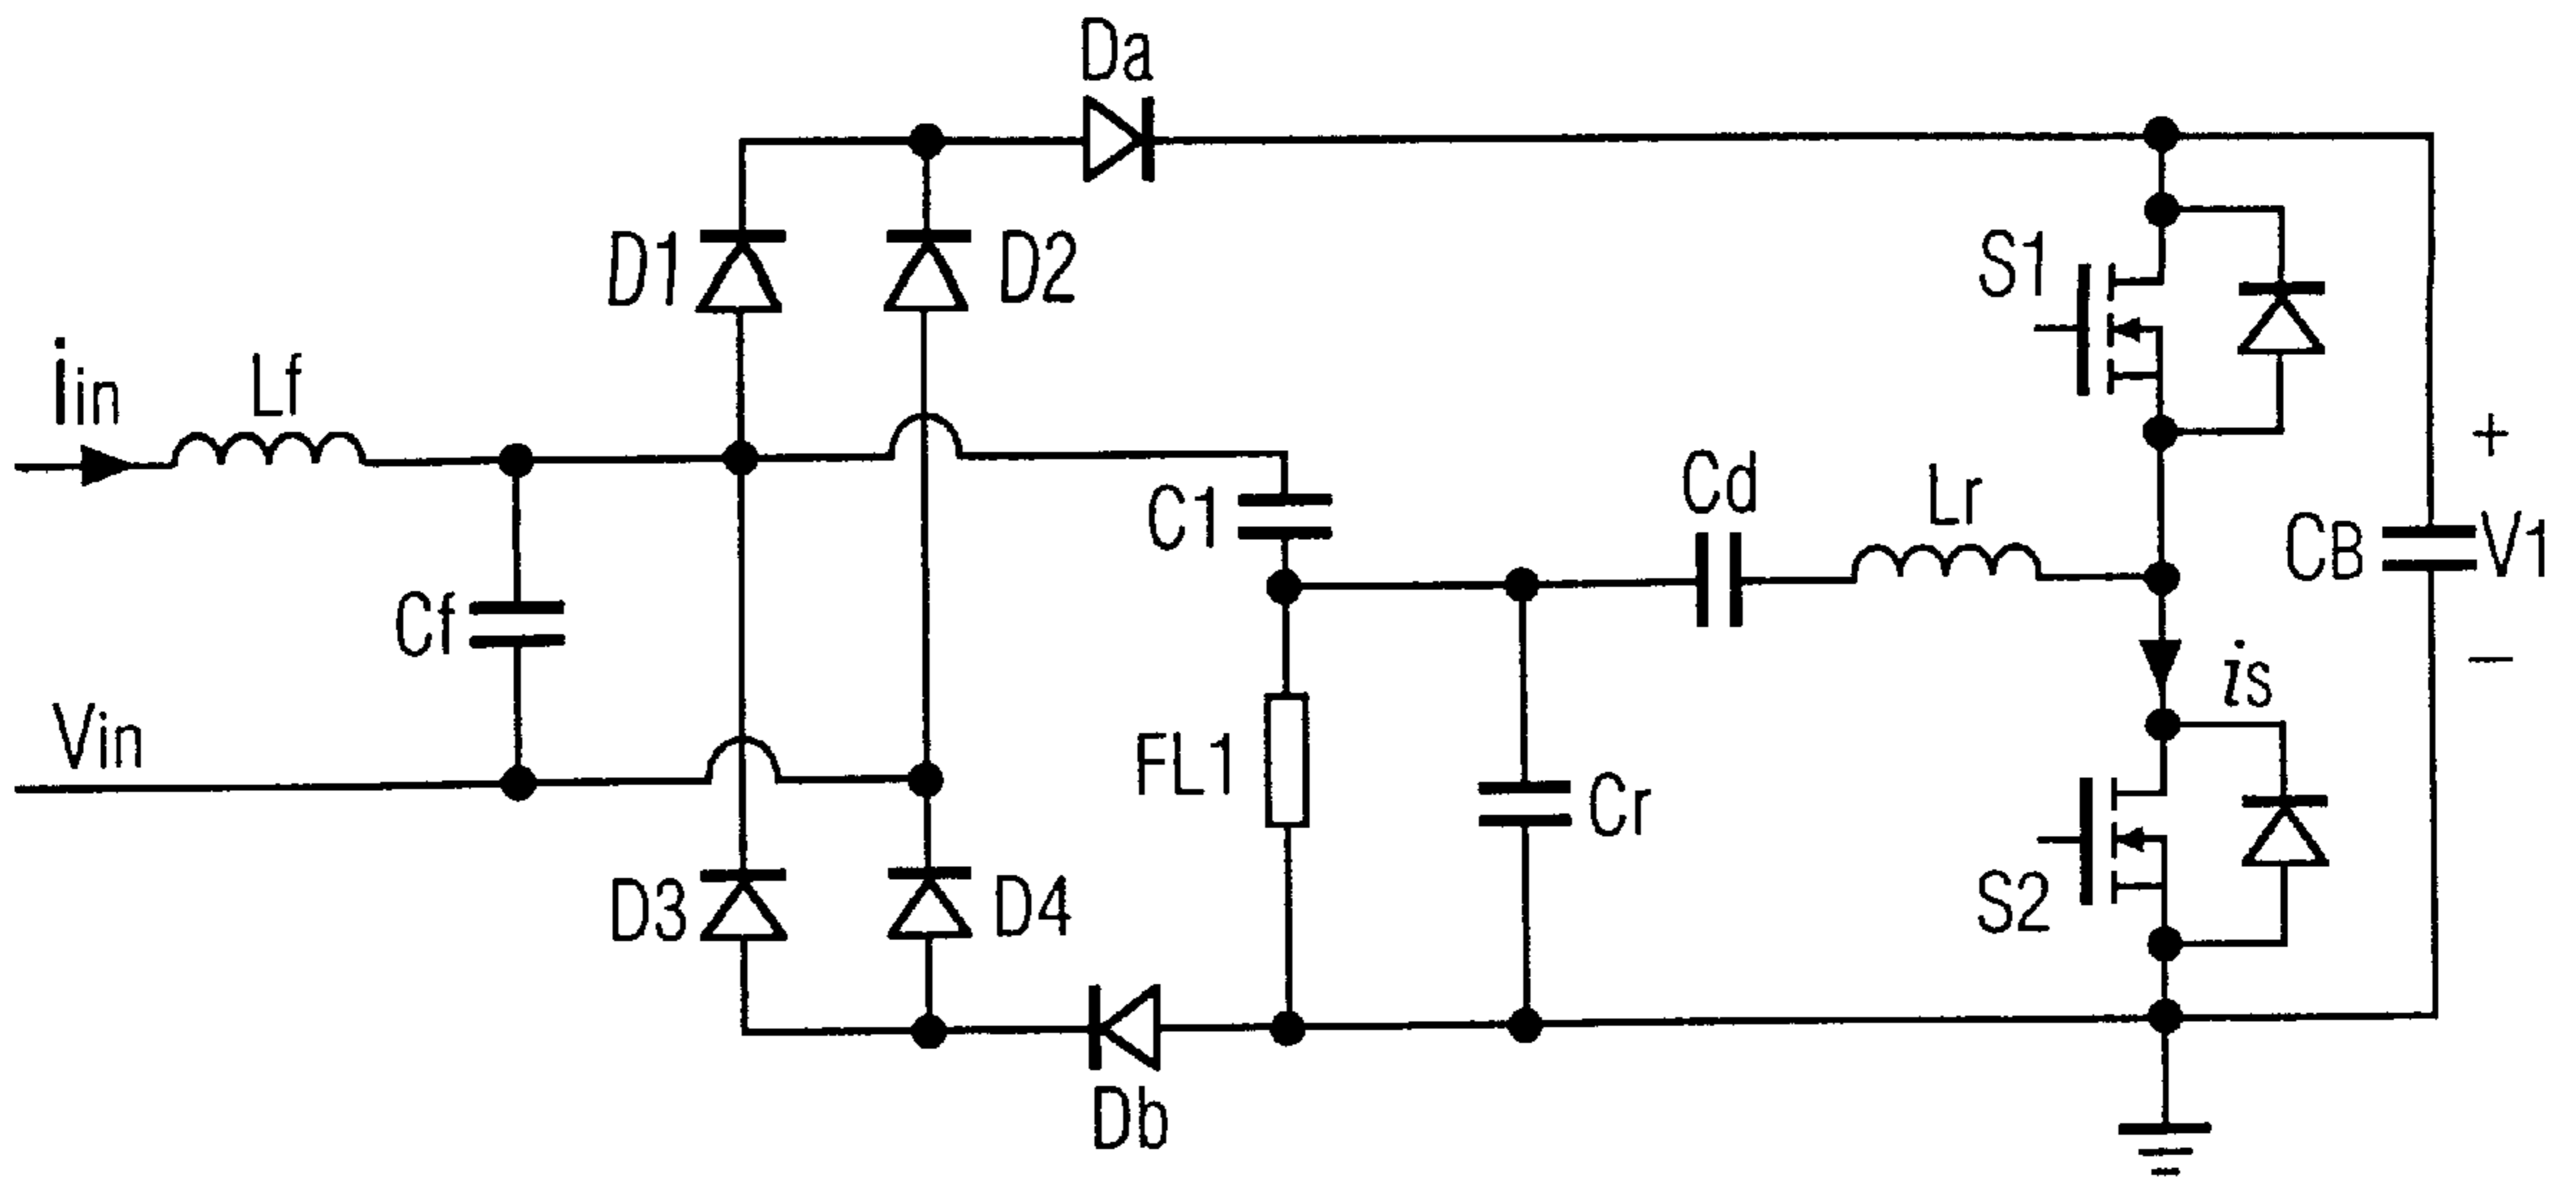 Da
D1
D2
S1
iin
Lf
C1
Cd
Lr
+
CB
V1
Cf
−
is
Vin
FL1
Cr
D3
D4
S2
Db